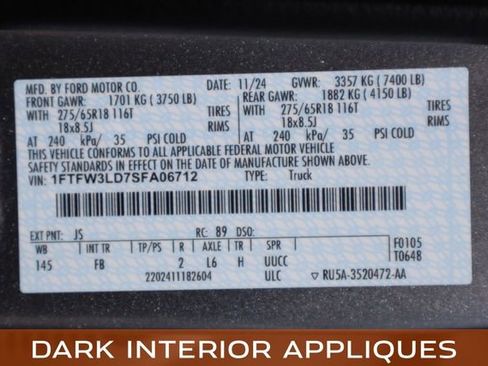 MFD. BY FORD MOTOR CO.
DATE: 11/24 GVWR: 3357 KG ( 7400 LB)
FRONT GAWR: 1701 KG ( 3750 LB)
REAR GAWR: 1882 KG ( 4150 LB)
WITH 275/65R18 116T TIRES
WITH 275/65R18 116T TIRES
18x8.5J RIMS
18x8.5J RIMS
AT 240 kPa/ 35 PSI COLD
AT 240 kPa/ 35 PSI COLD
THIS VEHICLE CONFORMS TO ALL APPLICABLE FEDERAL MOTOR VEHICLE
SAFETY STANDARDS IN EFFECT ON THE DATE OF MANUFACTURE SHOWN ABOVE.
VIN: 1FTFW3LD7SFA06712 TYPE: Truck
EXT PNT: JS RC: 89 DSO:
WB INT TR TP/PS R AXLE TR SPR
145 FB 2 L6 H UUCC
F0105
T0648
2202411182604 ULC RU5A-3520472-AA
DARK INTERIOR APPLIQUES